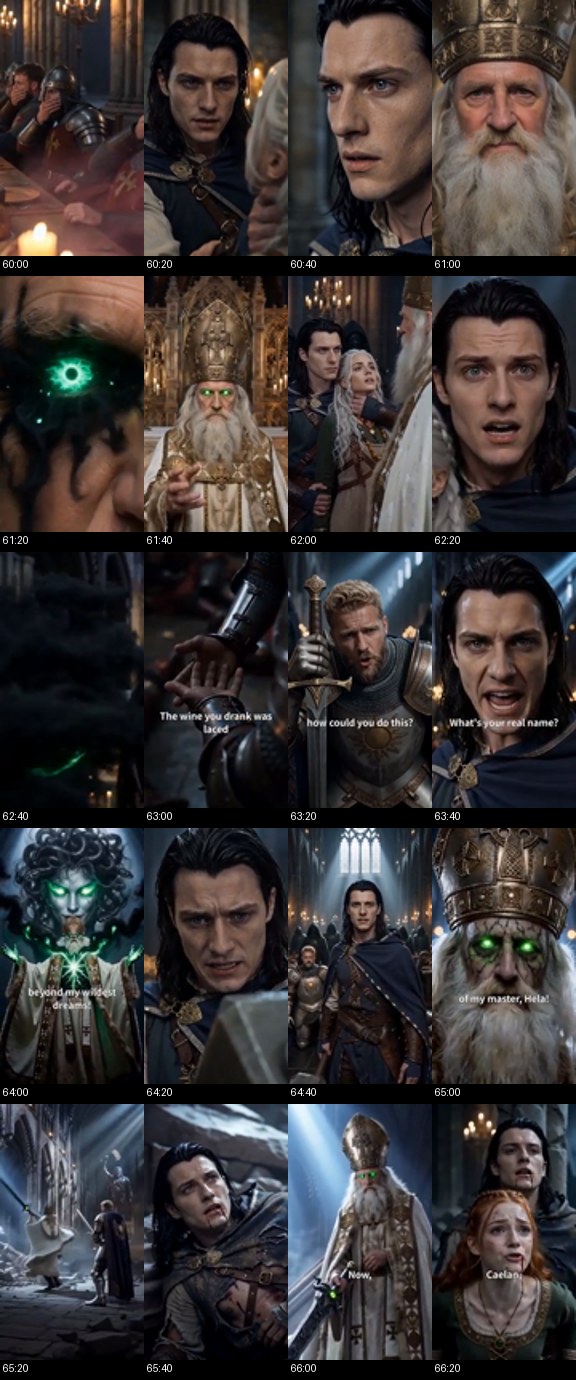 60:00
60:20
60:40
61:00
61:20
61:40
62:00
62:20
62:40
63:00
The wine you drank was
laced
63:20
how could you do this?
63:40
What's your real name?
64:00
beyond my wildest
dreams!
64:20
64:40
65:00
of my master, Hela!
65:20
65:40
66:00
Now,
66:20
Caelan,